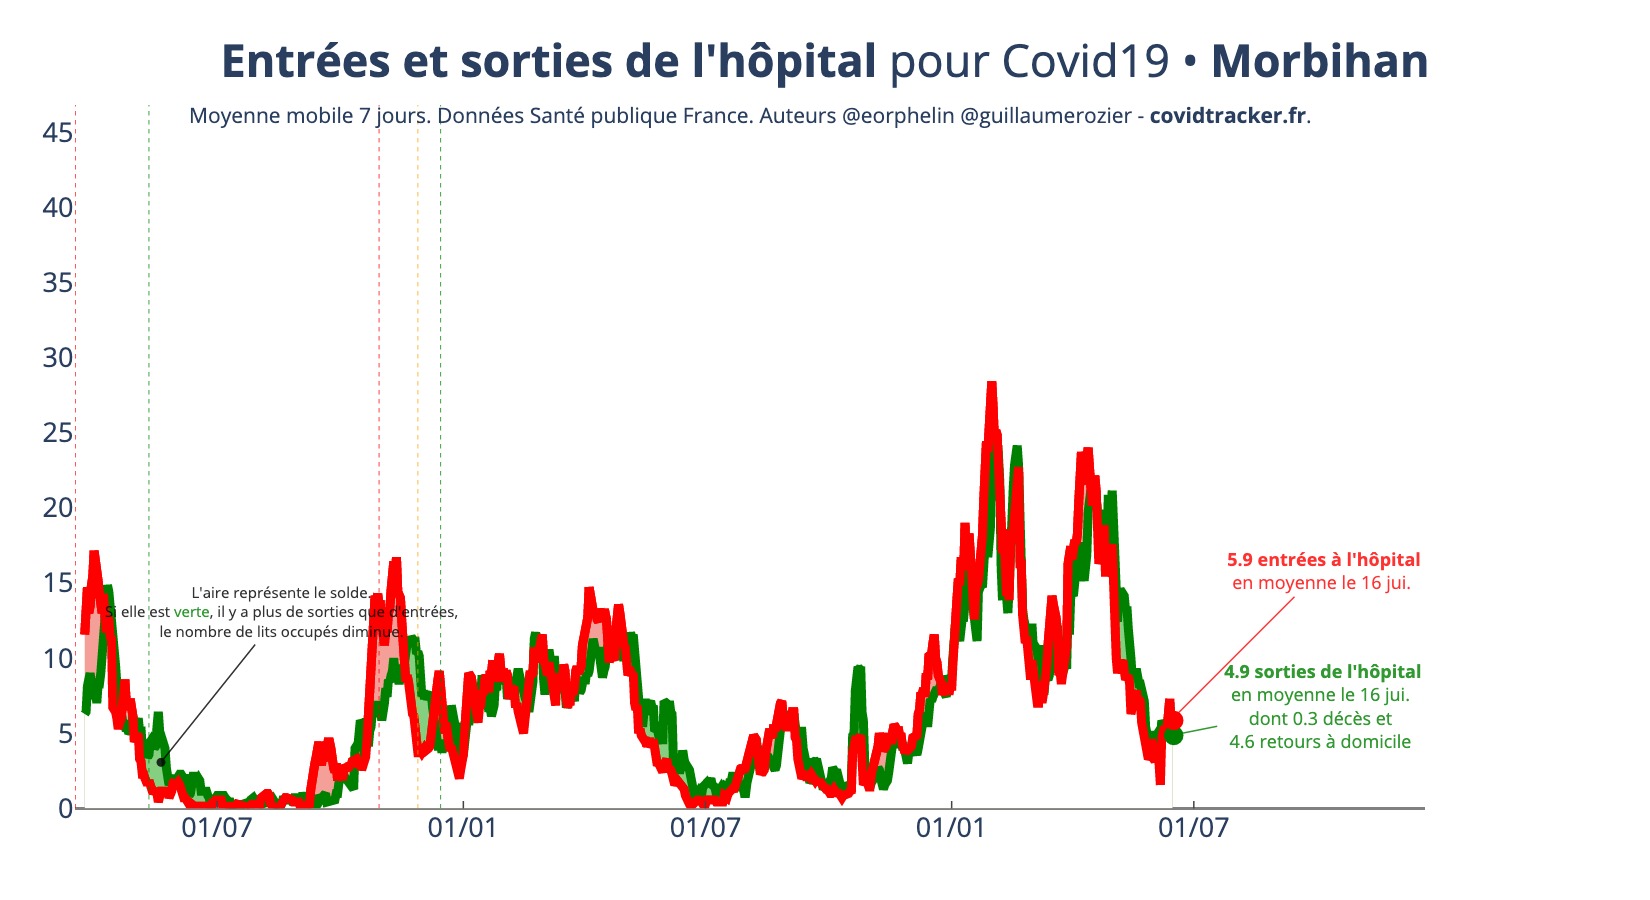 Entrées et sorties de l'hôpital pour Covid19 • Morbihan
Moyenne mobile 7 jours. Données Santé publique France. Auteurs @eorphelin @guillaumerozier - covidtracker.fr.
45
40
35
30
25
20
15
10
5
0
L'aire représente le solde.
Si elle est verte, il y a plus de sorties que d'entrées,
le nombre de lits occupés diminue.
5.9 entrées à l'hôpital
en moyenne le 16 jui.
4.9 sorties de l'hôpital
en moyenne le 16 jui.
dont 0.3 décès et
4.6 retours à domicile
01/07
01/01
01/07
01/01
01/07